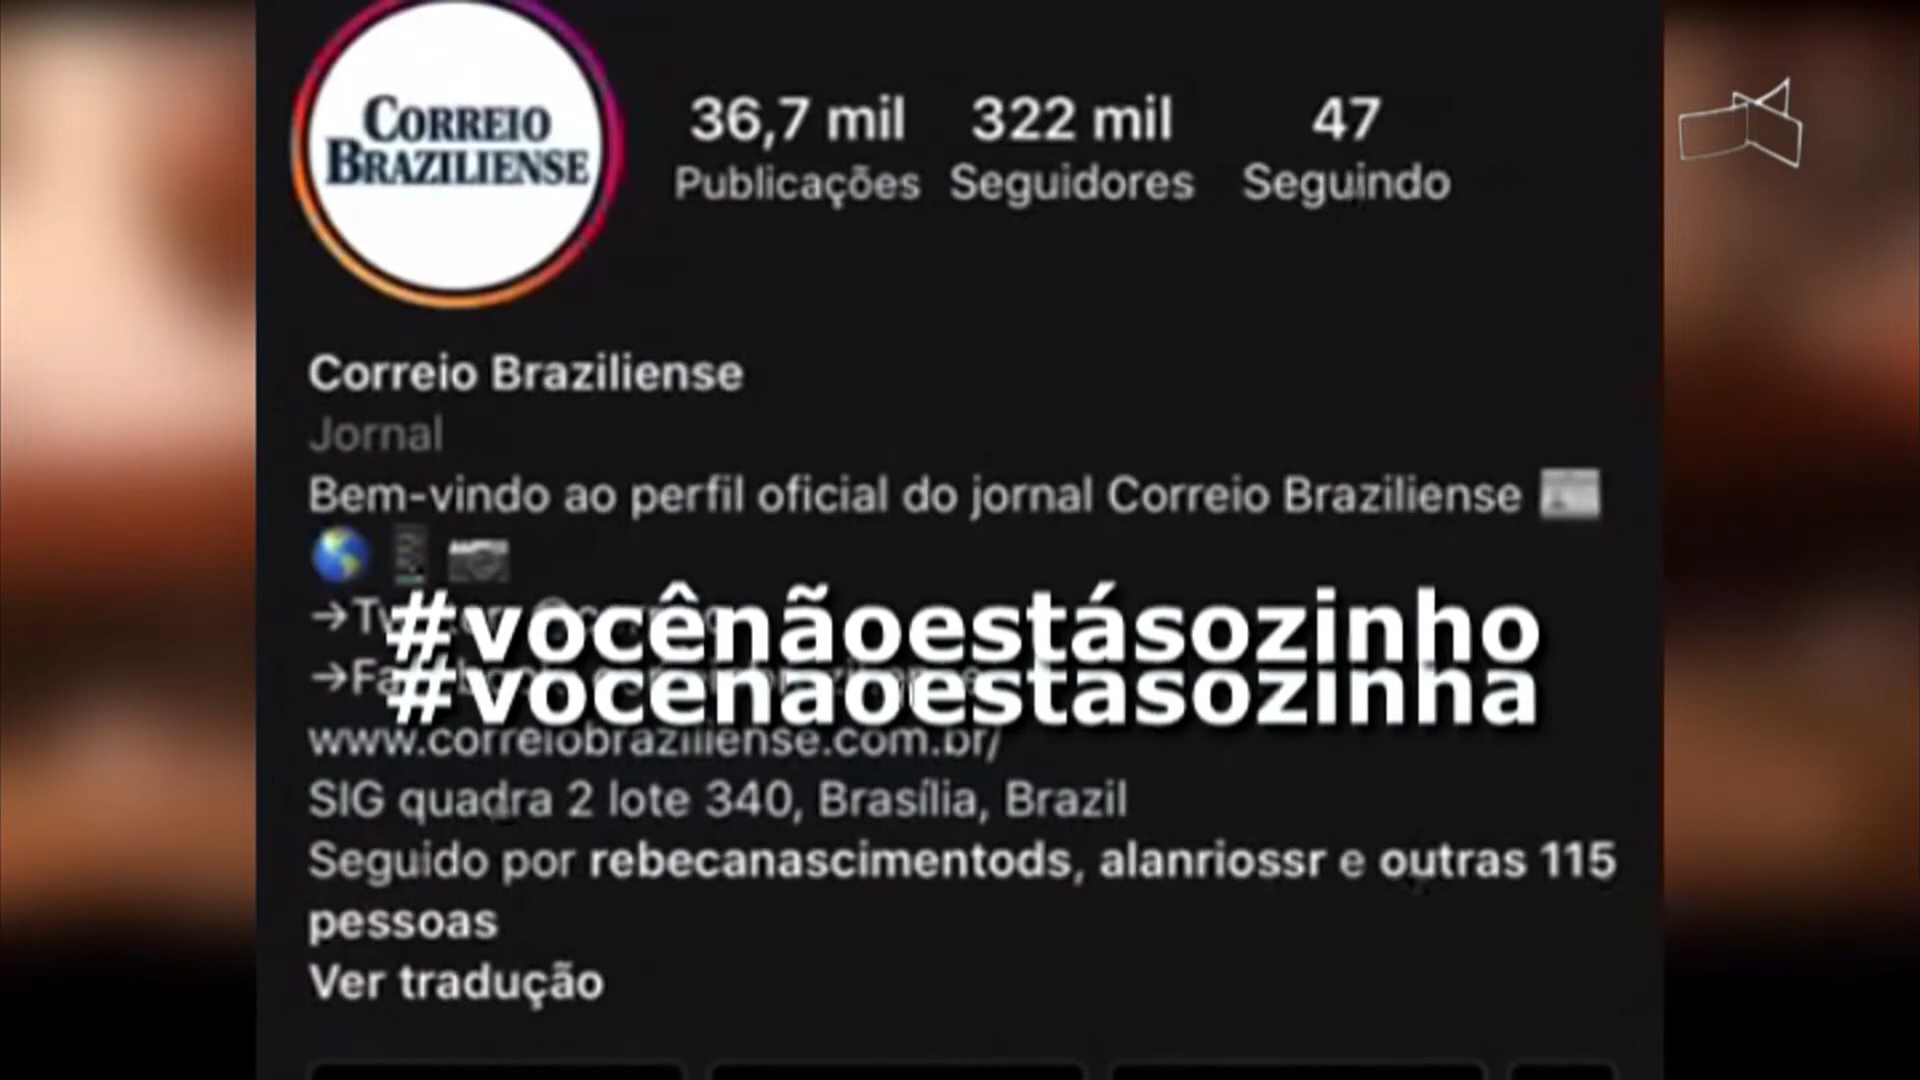 CORREIO
BRAZILIENSE
36,7 mil 322 mil 47
Publicações Seguidores Seguindo
Correio Braziliense
Jornal
Bem-vindo ao perfil oficial do jornal Correio Braziliense
#vocênãoestásozinho
#vocênãoestásozinha
www.correiobraziliense.com.br/
SIG quadra 2 lote 340, Brasília, Brazil
Seguido por rebecanascimentods, alanriossr e outras 115
pessoas
Ver tradução